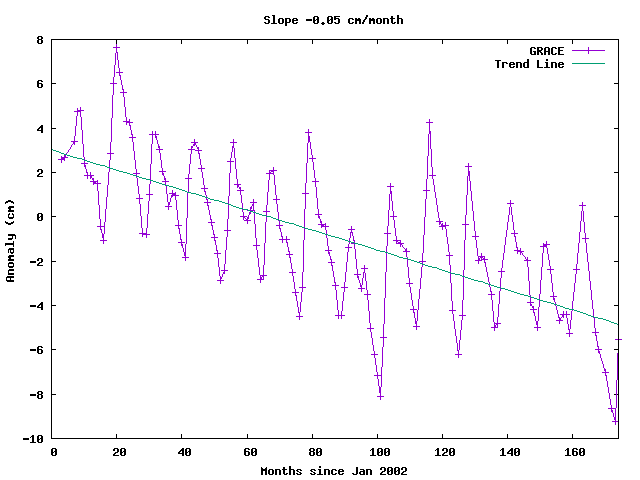 Slope -0.05 cm/month
GRACE
Trend Line
8
6
4
2
0
-2
-4
-6
-8
-10
Anomaly (cm)
0 20 40 60 80 100 120 140 160
Months since Jan 2002